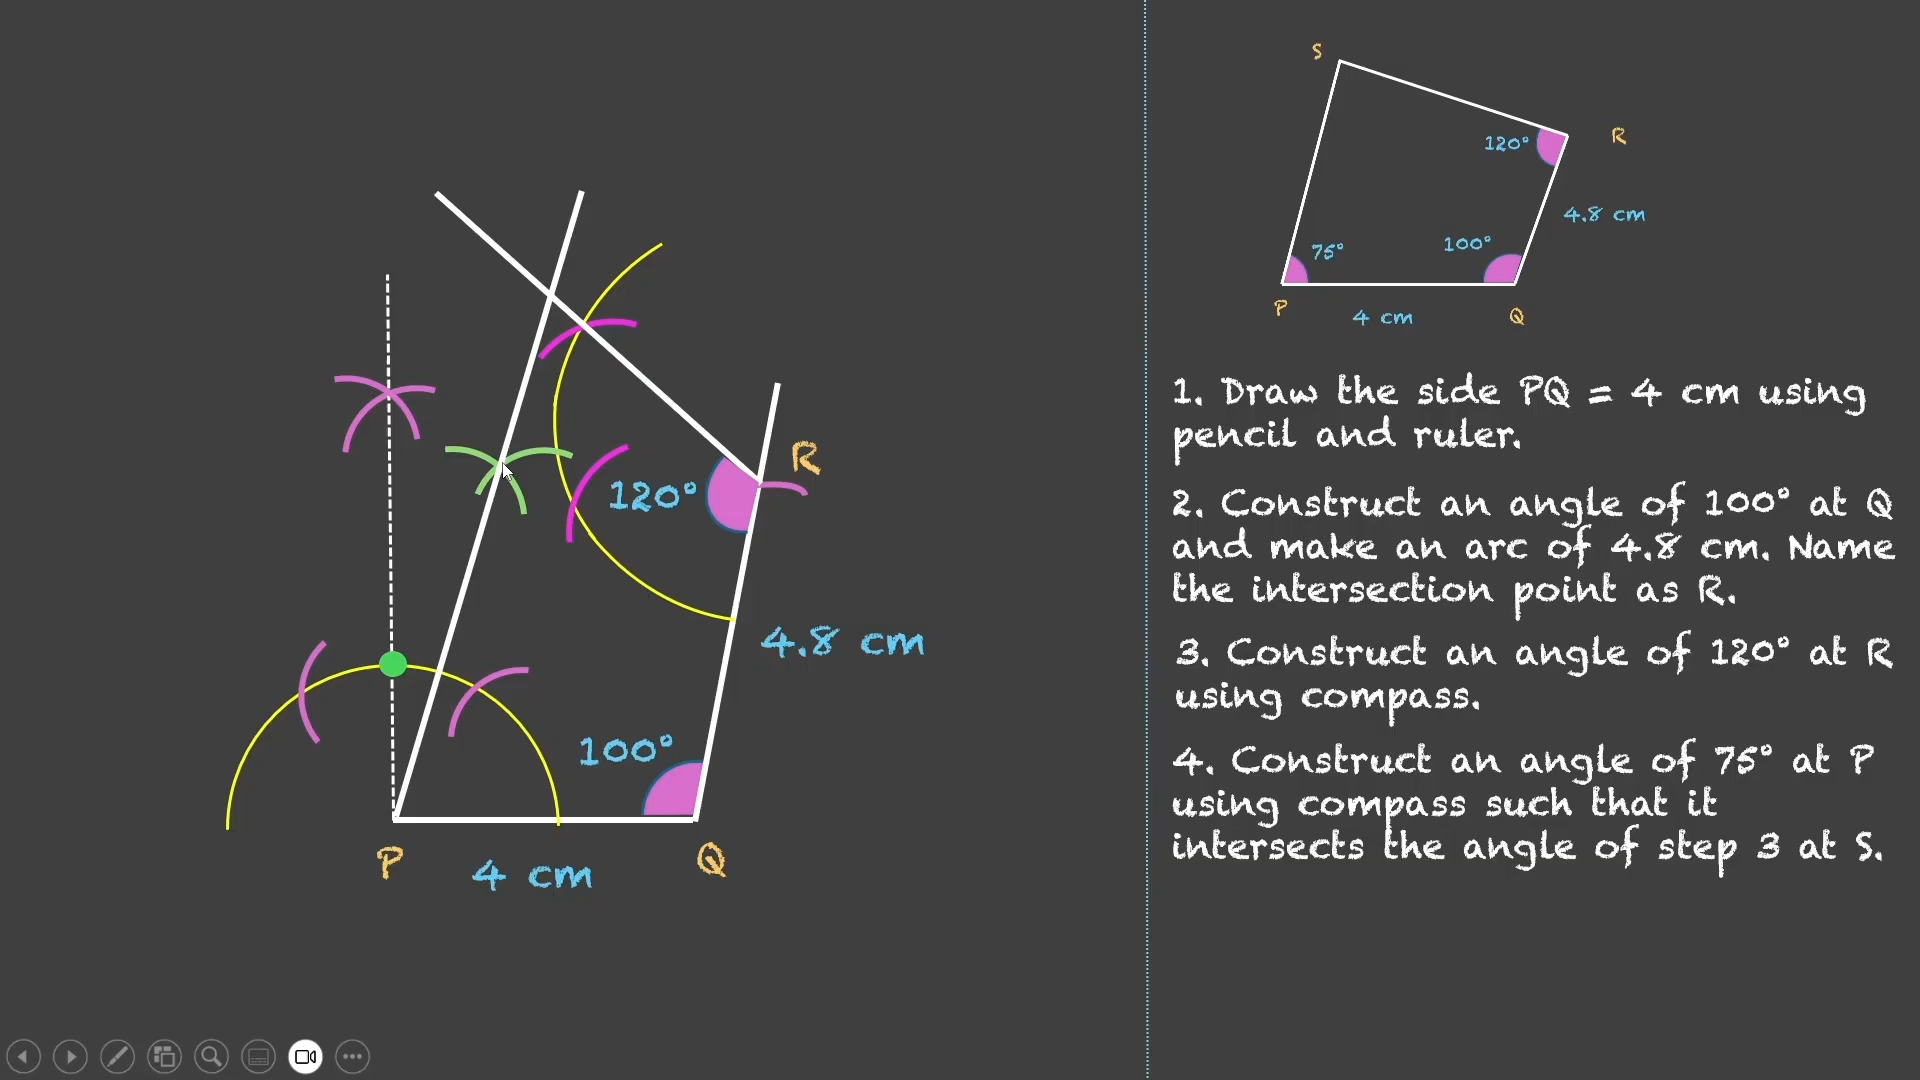 S
R
120°
4.8 cm
75°
100°
P
4 cm
Q
1. Draw the side PQ = 4 cm using
pencil and ruler.
2. Construct an angle of 100° at Q
and make an arc of 4.8 cm. Name
the intersection point as R.
3. Construct an angle of 120° at R
using compass.
4. Construct an angle of 75° at P
using compass such that it
intersects the angle of step 3 at S.
R
120°
4.8 cm
100°
P
4 cm
Q